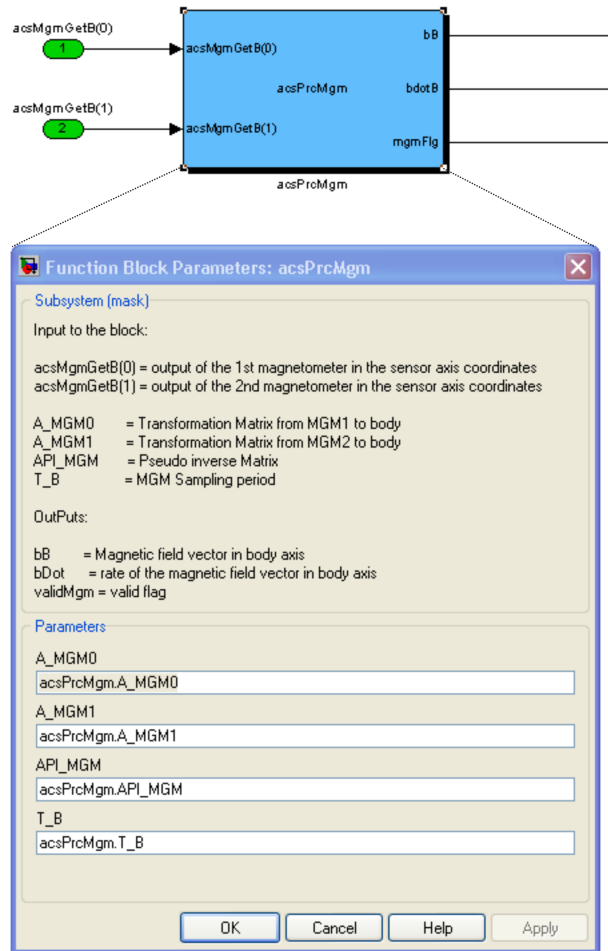 acsMgmGetB(0)
1
acsMgmGetB(0)
bB
acsPrcMgm
bdotB
acsMgmGetB(1)
2
acsMgmGetB(1)
mgmFlg
acsPrcMgm
Function Block Parameters: acsPrcMgm
Subsystem (mask)
Input to the block:
acsMgmGetB(0) = output of the 1st magnetometer in the sensor axis coordinates
acsMgmGetB(1) = output of the 2nd magnetometer in the sensor axis coordinates
A_MGM0 = Transformation Matrix from MGM1 to body
A_MGM1 = Transformation Matrix from MGM2 to body
API_MGM = Pseudo inverse Matrix
T_B = MGM Sampling period
OutPuts:
bB = Magnetic field vector in body axis
bDot = rate of the magnetic field vector in body axis
validMgm = valid flag
Parameters
A_MGM0
acsPrcMgm.A_MGM0
A_MGM1
acsPrcMgm.A_MGM1
API_MGM
acsPrcMgm.API_MGM
T_B
acsPrcMgm.T_B
OK Cancel Help Apply